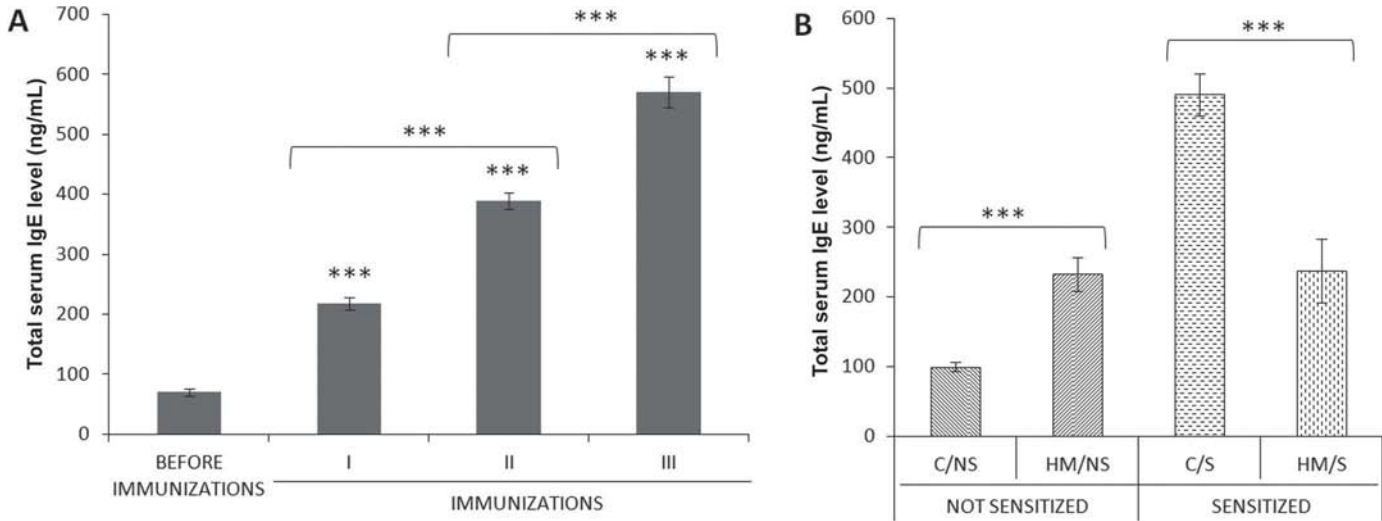 A
Total serum IgE level (ng/mL)
700
600
500
400
300
200
100
0
***
***
***
***
***
BEFORE IMMUNIZATIONS
I
II
III
IMMUNIZATIONS
B
Total serum IgE level (ng/mL)
600
500
400
300
200
100
0
***
***
C/NS
HM/NS
C/S
HM/S
NOT SENSITIZED
SENSITIZED